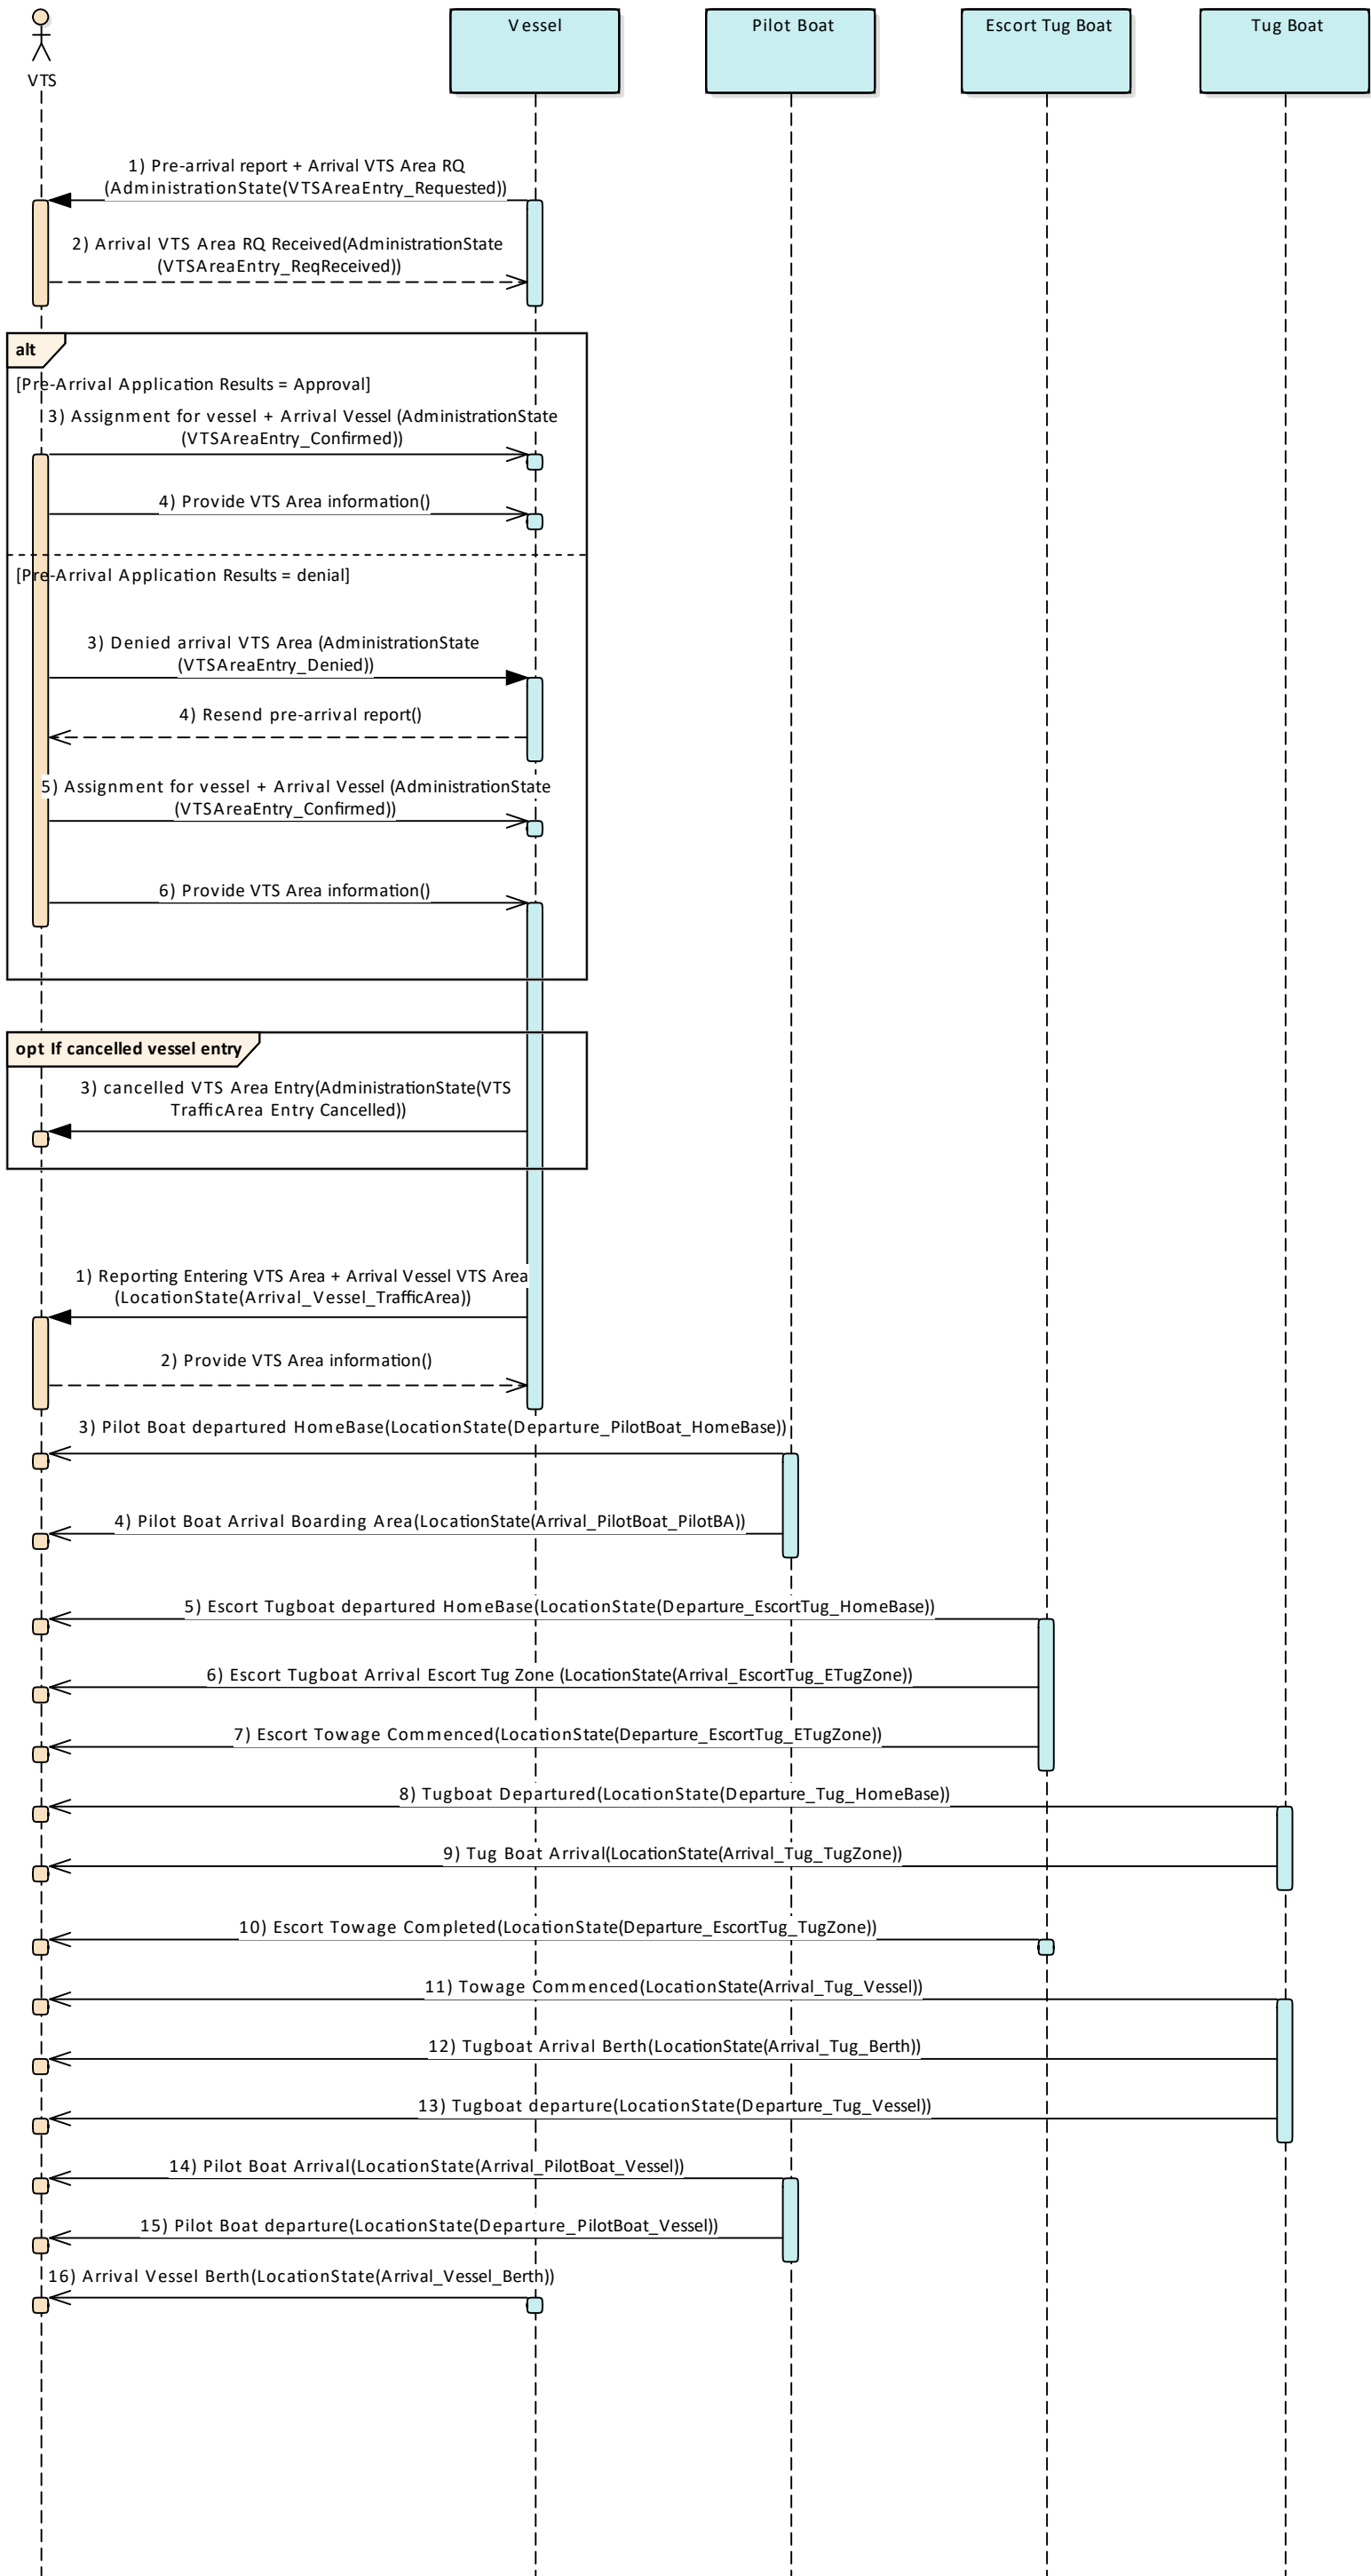 VTS
Vessel
Pilot Boat
Escort Tug Boat
Tug Boat
1) Pre-arrival report + Arrival VTS Area RQ
(AdministrationState(VTSAreaEntry_Requested))
2) Arrival VTS Area RQ Received(AdministrationState
(VTSAreaEntry_ReqReceived))
alt
[Pre-Arrival Application Results = Approval]
3) Assignment for vessel + Arrival Vessel (AdministrationState
(VTSAreaEntry_Confirmed))
4) Provide VTS Area information()
[Pre-Arrival Application Results = denial]
3) Denied arrival VTS Area (AdministrationState
(VTSAreaEntry_Denied))
4) Resend pre-arrival report()
5) Assignment for vessel + Arrival Vessel (AdministrationState
(VTSAreaEntry_Confirmed))
6) Provide VTS Area information()
opt If cancelled vessel entry
3) cancelled VTS Area Entry(AdministrationState(VTS
TrafficArea Entry Cancelled))
1) Reporting Entering VTS Area + Arrival Vessel VTS Area
(LocationState(Arrival_Vessel_TrafficArea))
2) Provide VTS Area information()
3) Pilot Boat departured HomeBase(LocationState(Departure_PilotBoat_HomeBase))
4) Pilot Boat Arrival Boarding Area(LocationState(Arrival_PilotBoat_PilotBA))
5) Escort Tugboat departured HomeBase(LocationState(Departure_EscortTug_HomeBase))
6) Escort Tugboat Arrival Escort Tug Zone (LocationState(Arrival_EscortTug_ETugZone))
7) Escort Towage Commenced(LocationState(Departure_EscortTug_ETugZone))
8) Tugboat Departured(LocationState(Departure_Tug_HomeBase))
9) Tug Boat Arrival(LocationState(Arrival_Tug_TugZone))
10) Escort Towage Completed(LocationState(Departure_EscortTug_TugZone))
11) Towage Commenced(LocationState(Arrival_Tug_Vessel))
12) Tugboat Arrival Berth(LocationState(Arrival_Tug_Berth))
13) Tugboat departure(LocationState(Departure_Tug_Vessel))
14) Pilot Boat Arrival(LocationState(Arrival_PilotBoat_Vessel))
15) Pilot Boat departure(LocationState(Departure_PilotBoat_Vessel))
16) Arrival Vessel Berth(LocationState(Arrival_Vessel_Berth))